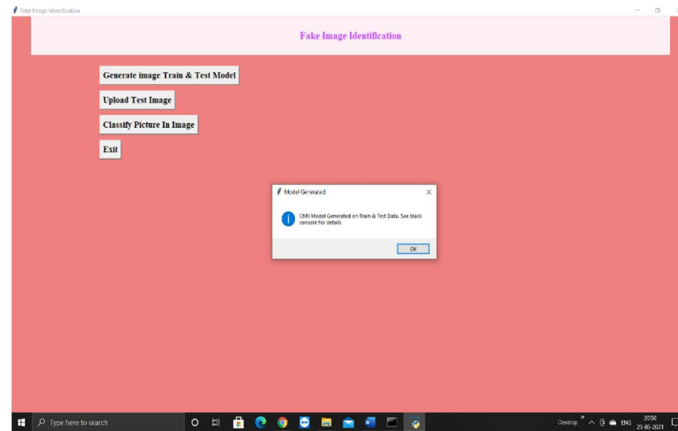 Fake Image Identification
Fake Image Identification
Generate image Train & Test Model
Upload Test Image
Classify Picture In Image
Exit
Model Generated
CNN Model Generated on Train & Test Data. See black
console for details
OK
Type here to search
Desktop
ENG
2050
25-05-2021